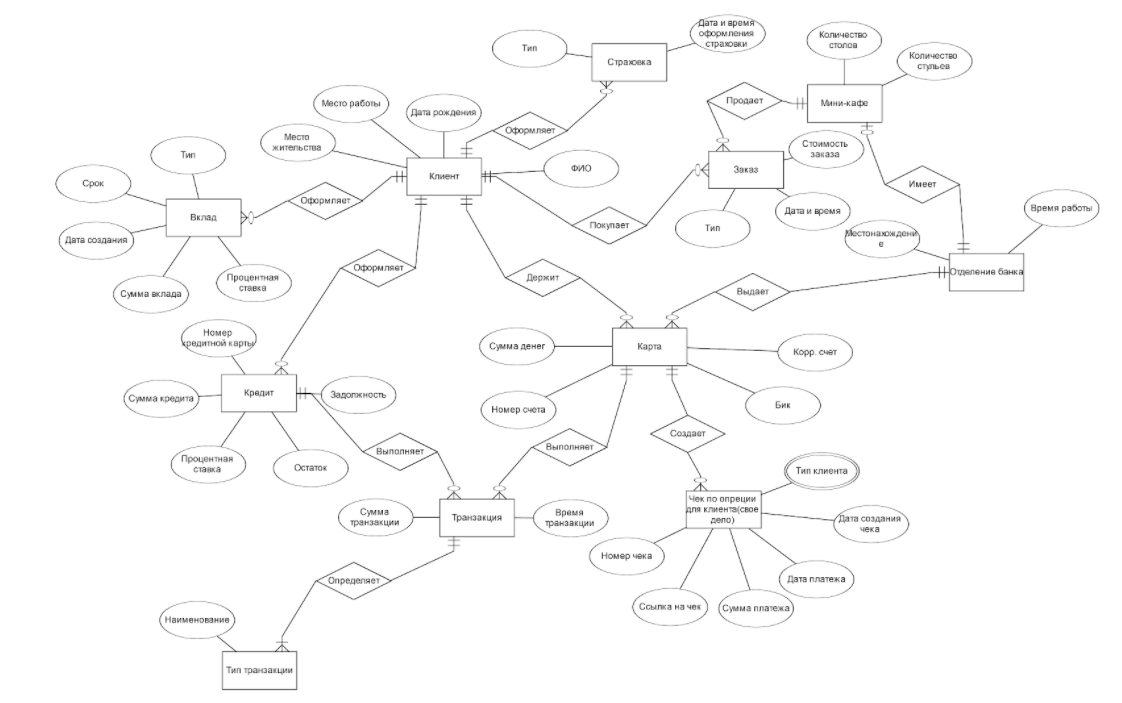 Дата и время
оформления
страховки
Тип
Страховка
Количество
столов
Количество
стульев
Место работы
Дата рождения
Продает
Мини-кафе
Оформляет
Место
жительства
Стоимость
заказа
Тип
Клиент
ФИО
Заказ
Срок
Оформляет
Имеет
Вклад
Покупает
Тип
Дата и время
Время работы
Дата создания
Местонахождени
е
Оформляет
Держит
Выдает
Отделение банка
Процентная
ставка
Сумма вклада
Номер
кредитной карты
Сумма денег
Карта
Корр. счет
Сумма кредита
Кредит
Задолжность
Номер счета
Бик
Выполняет
Выполняет
Создает
Процентная
ставка
Остаток
Тип клиента
Сумма
транзакции
Транзакция
Время
транзакции
Чек по опреции
для клиента(свое
дело)
Дата создания
чека
Номер чека
Определяет
Дата платежа
Ссылка на чек
Сумма платежа
Наименование
Тип транзакции